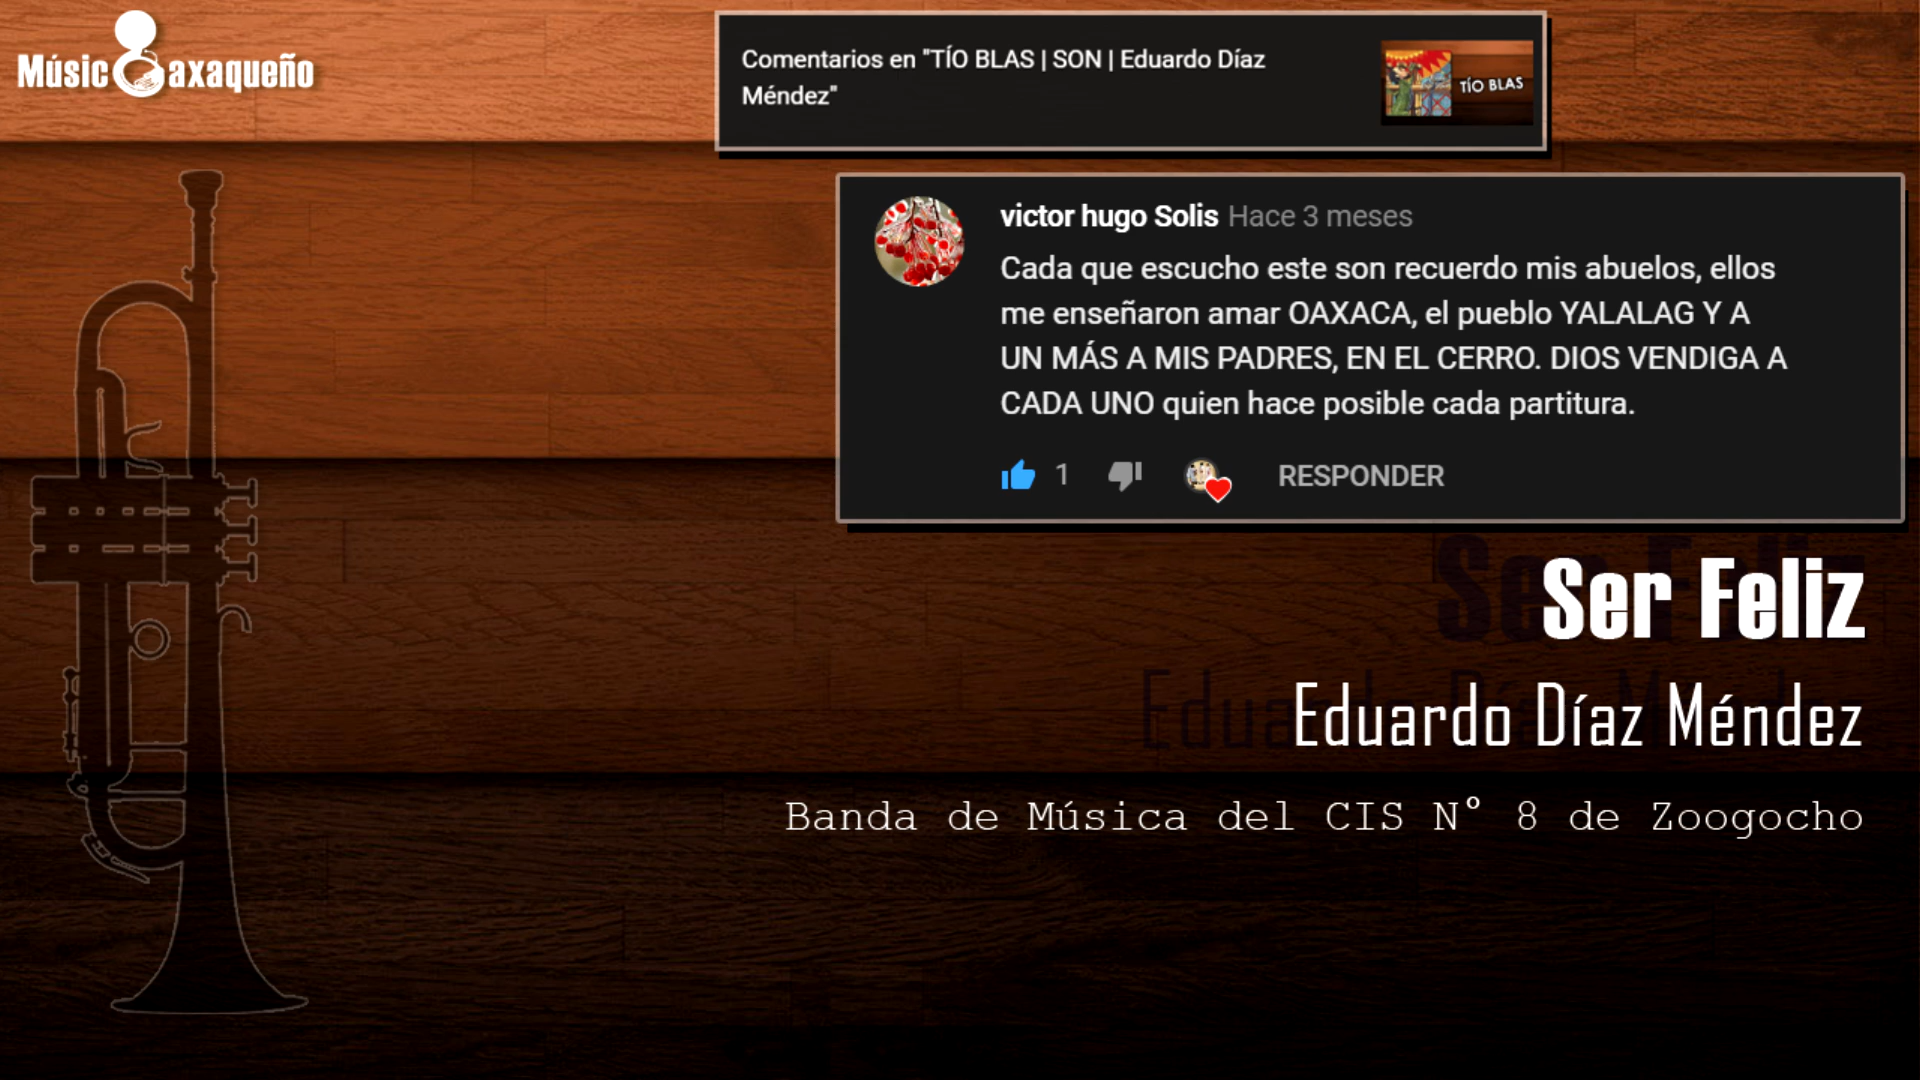 Músic axaqueño
Comentarios en "TÍO BLAS | SON | Eduardo Díaz
Méndez"
TÍO BLAS
victor hugo Solis Hace 3 meses
Cada que escucho este son recuerdo mis abuelos, ellos
me enseñaron amar OAXACA, el pueblo YALALAG Y A
UN MÁS A MIS PADRES, EN EL CERRO. DIOS VENDIGA A
CADA UNO quien hace posible cada partitura.
1 RESPONDER
Ser Feliz
Eduardo Díaz Méndez
Banda de Música del CIS N° 8 de Zoogocho